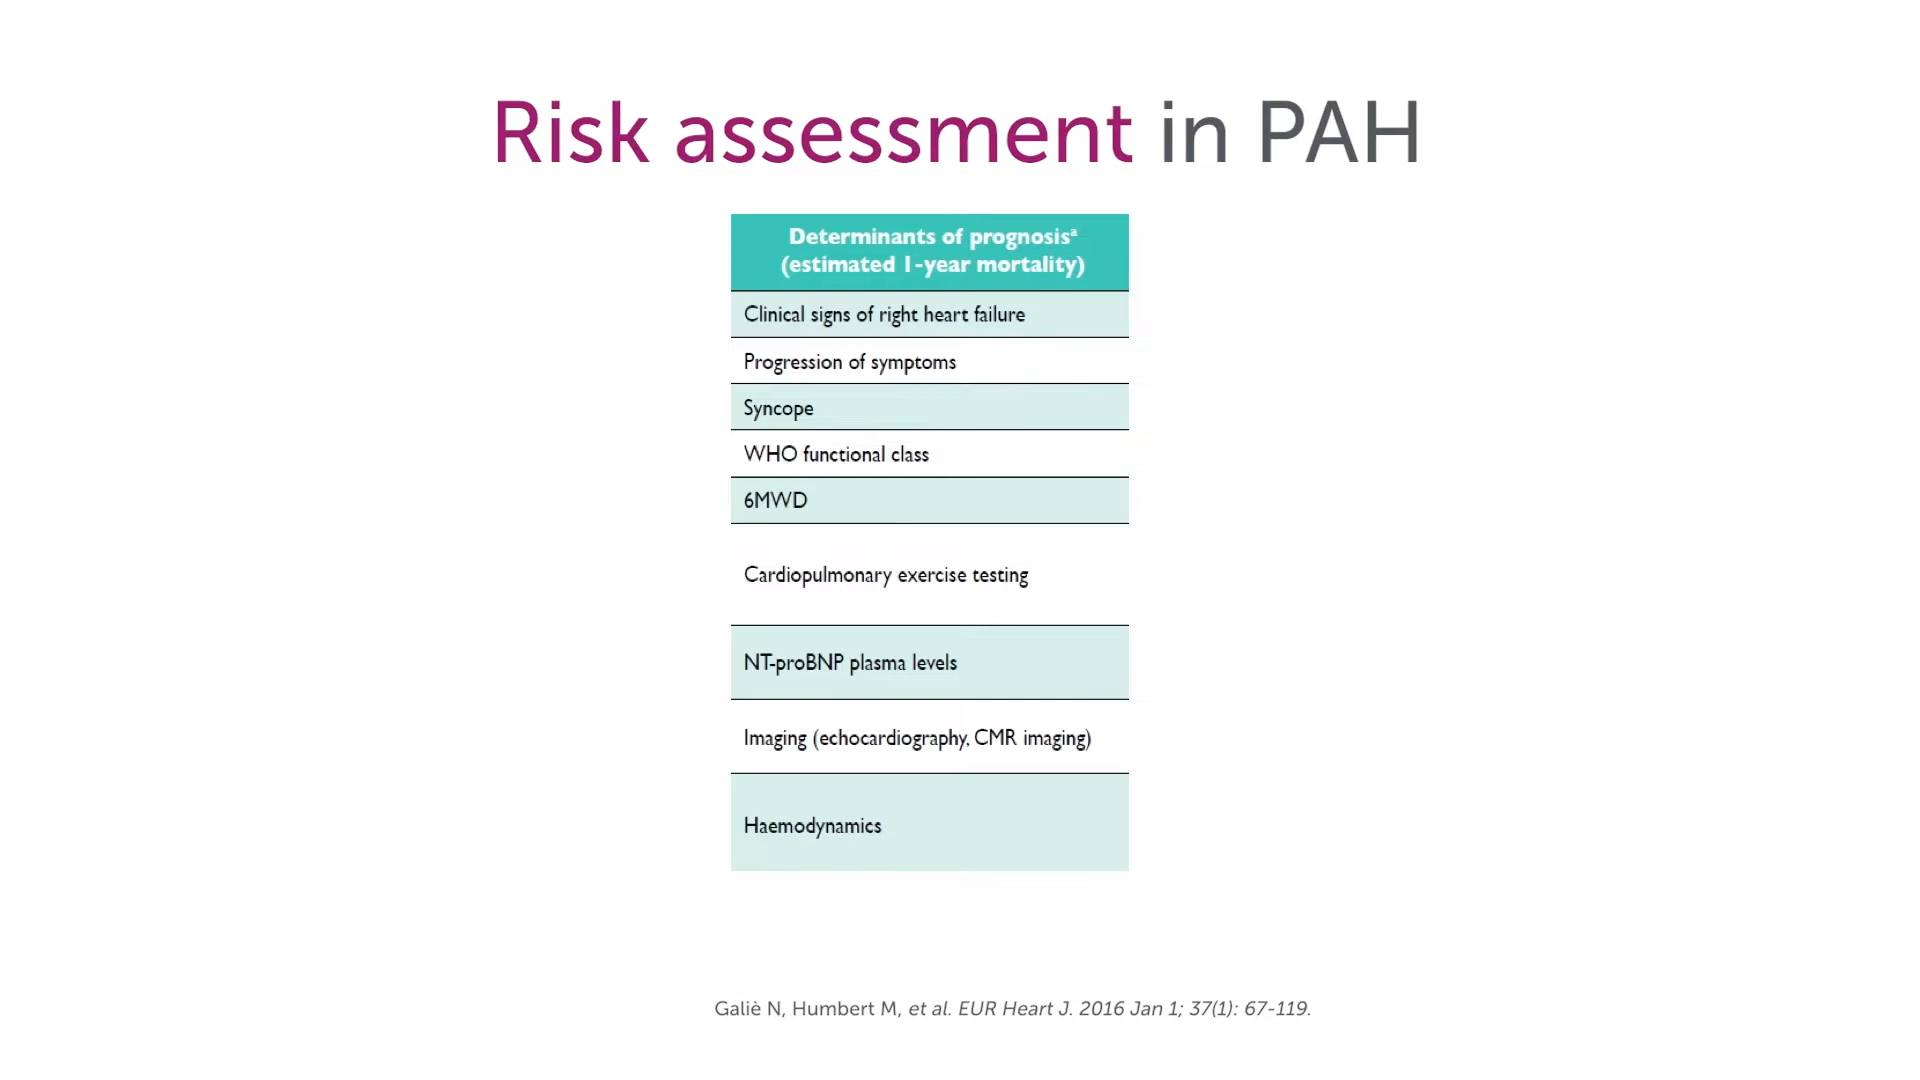 Risk assessment in PAH
Determinants of prognosisᵃ
(estimated 1-year mortality)
Clinical signs of right heart failure
Progression of symptoms
Syncope
WHO functional class
6MWD
Cardiopulmonary exercise testing
NT-proBNP plasma levels
Imaging (echocardiography, CMR imaging)
Haemodynamics
Galiè N, Humbert M, et al. EUR Heart J. 2016 Jan 1; 37(1): 67-119.